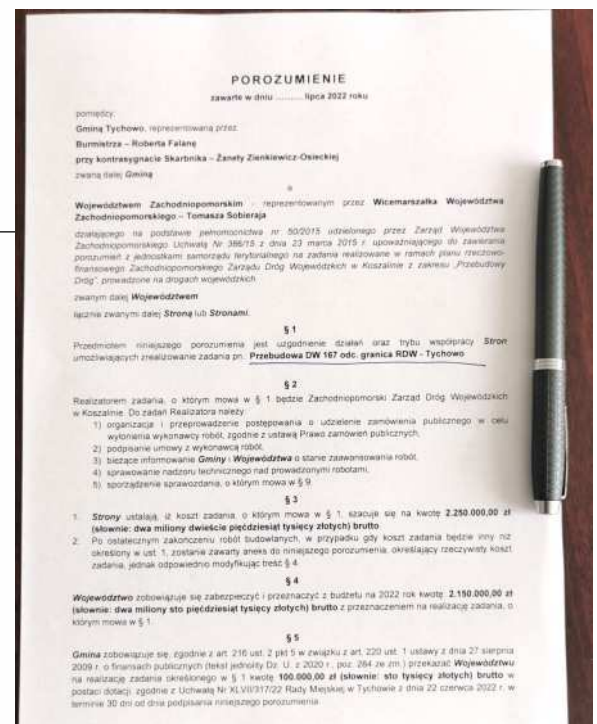 POROZUMIENIE
zawarte w dniu .......... lipca 2022 roku
pomiędzy:
Gminą Tychowo, reprezentowaną przez:
Burmistrza – Roberta Falanę
przy kontrasygnacie Skarbnika – Żanety Zienkiewicz-Osieckiej
zwaną dalej Gminą
a
Województwem Zachodniopomorskim - reprezentowanym przez Wicemarszałka Województwa
Zachodniopomorskiego – Tomasza Sobieraja
działającego na podstawie pełnomocnictwa nr 50/2015 udzielonego przez Zarząd Województwa
Zachodniopomorskiego Uchwałą Nr 386/15 z dnia 23 marca 2015 r. upoważniającego do zawierania
porozumień z jednostkami samorządu terytorialnego na zadania realizowane w ramach planu rzeczowo-
finansowego Zachodniopomorskiego Zarządu Dróg Wojewódzkich w Koszalinie z zakresu „Przebudowy
Dróg”, prowadzone na drogach wojewódzkich
zwanym dalej Województwem
łącznie zwanymi dalej Stroną lub Stronami.
§ 1
Przedmiotem niniejszego porozumienia jest uzgodnienie działań oraz trybu współpracy Stron
umożliwiających zrealizowanie zadania pn. Przebudowa DW 167 odc. granica RDW - Tychowo
§ 2
Realizatorem zadania, o którym mowa w § 1 będzie Zachodniopomorski Zarząd Dróg Wojewódzkich
w Koszalinie. Do zadań Realizatora należy:
1) organizacja i przeprowadzenie postępowania o udzielenie zamówienia publicznego w celu
wyłonienia wykonawcy robót, zgodnie z ustawą Prawo zamówień publicznych,
2) podpisanie umowy z wykonawcą robót,
3) bieżące informowanie Gminy i Województwa o stanie zaawansowania robót,
4) sprawowanie nadzoru technicznego nad prowadzonymi robotami,
5) sporządzenie sprawozdania, o którym mowa w § 9.
§ 3
1. Strony ustalają, iż koszt zadania, o którym mowa w § 1, szacuje się na kwotę 2.250.000,00 zł
(słownie: dwa miliony dwieście pięćdziesiąt tysięcy złotych) brutto.
2. Po ostatecznym zakończeniu robót budowlanych, w przypadku gdy koszt zadania będzie inny niż
określony w ust. 1, zostanie zawarty aneks do niniejszego porozumienia, określający rzeczywisty koszt
zadania, jednak odpowiednio modyfikując treść § 4.
§ 4
Województwo zobowiązuje się zabezpieczyć i przeznaczyć z budżetu na 2022 rok kwotę: 2.150.000,00 zł
(słownie: dwa miliony sto pięćdziesiąt tysięcy złotych) brutto z przeznaczeniem na realizację zadania, o
którym mowa w § 1.
§ 5
Gmina zobowiązuje się, zgodnie z art. 216 ust. 2 pkt 5 w związku z art. 220 ust. 1 ustawy z dnia 27 sierpnia
2009 r. o finansach publicznych (tekst jednolity Dz. U. z 2020 r., poz. 284 ze zm.) przekazać Województwu
na realizację zadania określonego w § 1 kwotę 100.000,00 zł (słownie: sto tysięcy złotych) brutto w
postaci dotacji, zgodnie z Uchwałą Nr XLVII/317/22 Rady Miejskiej w Tychowie z dnia 22 czerwca 2022 r. w
terminie 30 dni od dnia podpisania niniejszego porozumienia.